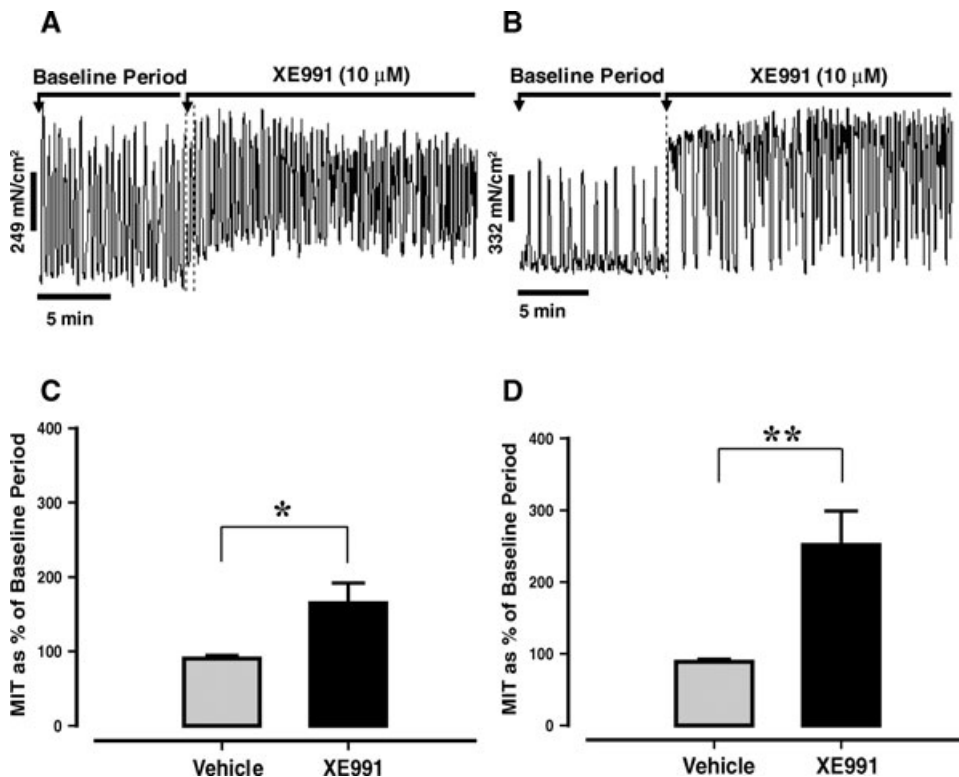 A
Baseline Period
XE991 (10 μM)
249 mN/cm²
5 min
B
Baseline Period
XE991 (10 μM)
332 mN/cm²
5 min
C
MIT as % of Baseline Period
400
300
200
100
0
*
Vehicle
XE991
D
MIT as % of Baseline Period
400
300
200
100
0
**
Vehicle
XE991